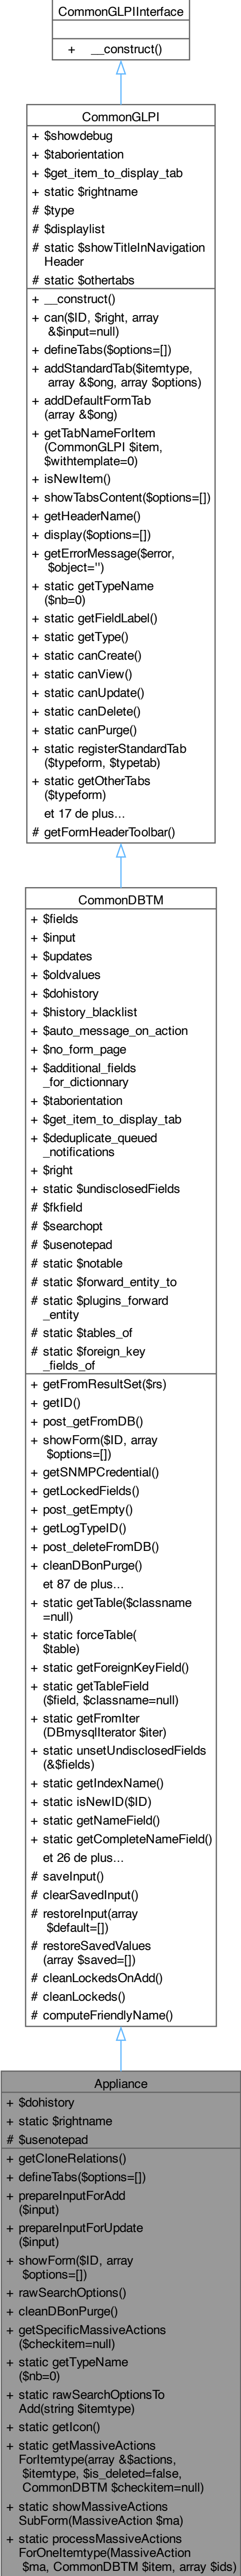 CommonGLPIInterface
+ __construct()
CommonGLPI
+ $showdebug
+ $taborientation
+ $get_item_to_display_tab
+ static $rightname
# $type
# $displaylist
# static $showTitleInNavigation
Header
# static $othertabs
+ __construct()
+ can($ID, $right, array
&$input=null)
+ defineTabs($options=[])
+ addStandardTab($itemtype,
array &$ong, array $options)
+ addDefaultFormTab
(array &$ong)
+ getTabNameForItem
(CommonGLPI $item,
$withtemplate=0)
+ isNewItem()
+ showTabsContent($options=[])
+ getHeaderName()
+ display($options=[])
+ getErrorMessage($error,
$object='')
+ static getTypeName
($nb=0)
+ static getFieldLabel()
+ static getType()
+ static canCreate()
+ static canView()
+ static canUpdate()
+ static canDelete()
+ static canPurge()
+ static registerStandardTab
($typeform, $typetab)
+ static getOtherTabs
($typeform)
et 17 de plus...
# getFormHeaderToolbar()
CommonDBTM
+ $fields
+ $input
+ $updates
+ $oldvalues
+ $dohistory
+ $history_blacklist
+ $auto_message_on_action
+ $no_form_page
+ $additional_fields
_for_dictionnary
+ $taborientation
+ $get_item_to_display_tab
+ $deduplicate_queued
_notifications
+ $right
+ static $undisclosedFields
# $fkfield
# $searchopt
# $usenotepad
# static $notable
# static $forward_entity_to
# static $plugins_forward
_entity
# static $tables_of
# static $foreign_key
_fields_of
+ getFromResultSet($rs)
+ getID()
+ post_getFromDB()
+ showForm($ID, array
$options=[])
+ getSNMPCredential()
+ getLockedFields()
+ post_getEmpty()
+ getLogTypeID()
+ post_deleteFromDB()
+ cleanDBonPurge()
et 87 de plus...
+ static getTable($classname
=null)
+ static forceTable(
$table)
+ static getForeignKeyField()
+ static getTableField
($field, $classname=null)
+ static getFromIter
(DBmysqlIterator $iter)
+ static unsetUndisclosedFields
(&$fields)
+ static getIndexName()
+ static isNewID($ID)
+ static getNameField()
+ static getCompleteNameField()
et 26 de plus...
# saveInput()
# clearSavedInput()
# restoreInput(array
$default=[])
# restoreSavedValues
(array $saved=[])
# cleanLockedsOnAdd()
# cleanLockeds()
# computeFriendlyName()
Appliance
+ $dohistory
+ static $rightname
# $usenotepad
+ getCloneRelations()
+ defineTabs($options=[])
+ prepareInputForAdd
($input)
+ prepareInputForUpdate
($input)
+ showForm($ID, array
$options=[])
+ rawSearchOptions()
+ cleanDBonPurge()
+ getSpecificMassiveActions
($checkitem=null)
+ static getTypeName
($nb=0)
+ static rawSearchOptionsTo
Add(string $itemtype)
+ static getIcon()
+ static getMassiveActions
ForItemtype(array &$actions,
$itemtype, $is_deleted=false,
CommonDBTM $checkitem=null)
+ static showMassiveActions
SubForm(MassiveAction $ma)
+ static processMassiveActions
ForOneItemtype(MassiveAction
$ma, CommonDBTM $item, array $ids)